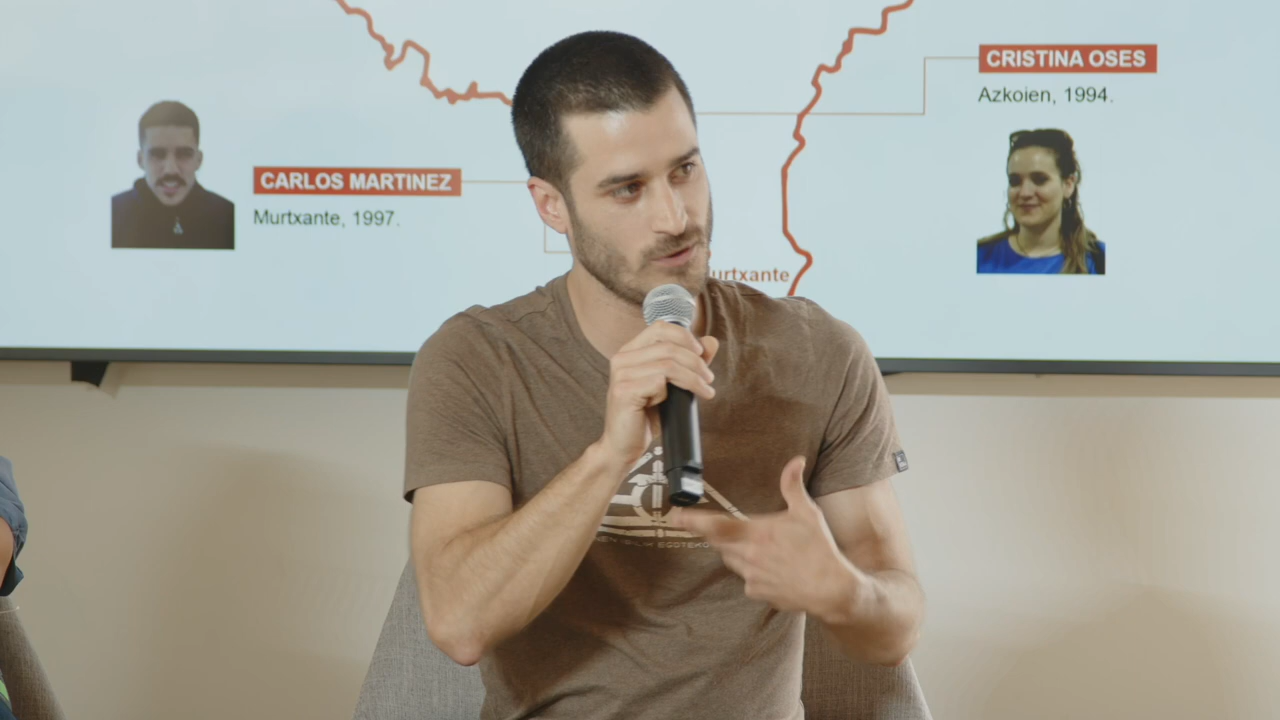 CRISTINA OSES
Azkoien, 1994.
CARLOS MARTINEZ
Murtxante, 1997.
urtxante